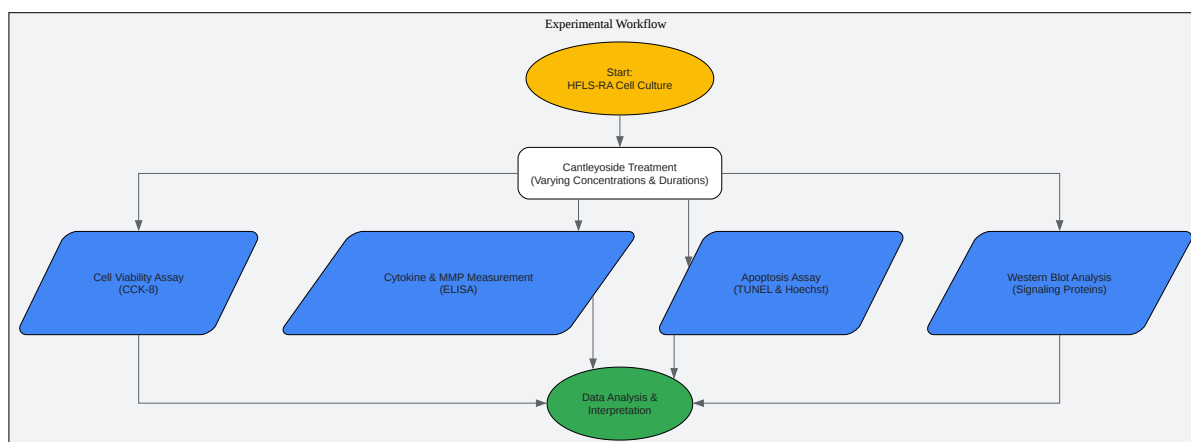 Experimental Workflow
Start:
HFLS-RA Cell Culture
Cantleyoside Treatment
(Varying Concentrations & Durations)
Cell Viability Assay
(CCK-8)
Cytokine & MMP Measurement
(ELISA)
Apoptosis Assay
(TUNEL & Hoechst)
Western Blot Analysis
(Signaling Proteins)
Data Analysis &
Interpretation